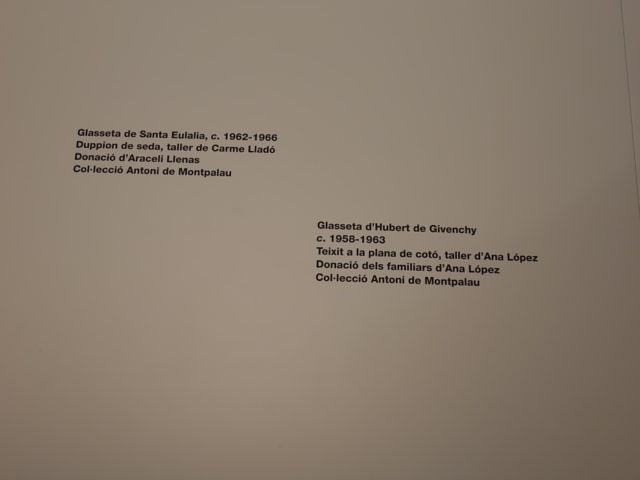 Glasseta de Santa Eulalia, c. 1962-1966
Duppion de seda, taller de Carme Lladó
Donació d'Araceli Llenas
Col·lecció Antoni de Montpalau
Glasseta d'Hubert de Givenchy
c. 1958-1963
Teixit a la plana de cotó, taller d'Ana López
Donació dels familiars d'Ana López
Col·lecció Antoni de Montpalau